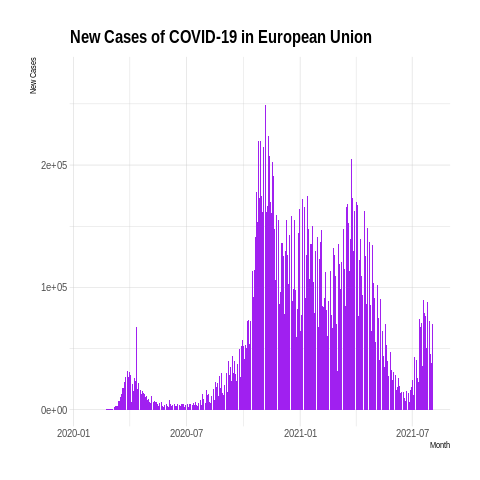 New Cases of COVID-19 in European Union
New Cases
2e+05
1e+05
0e+00
2020-01 2020-07 2021-01 2021-07
Month